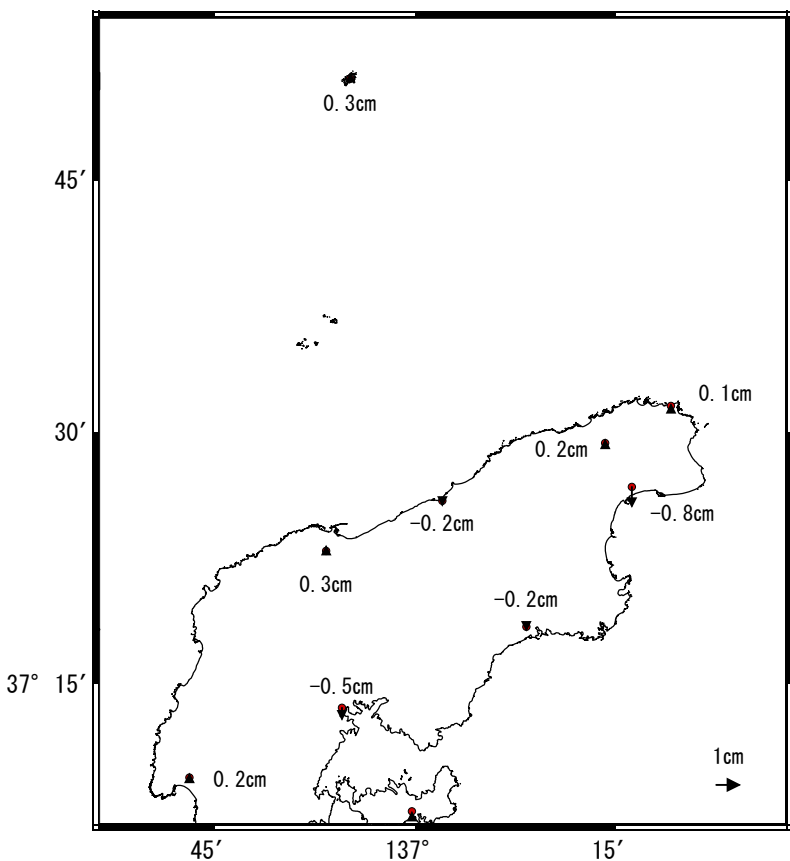 0.3cm
45′
0.1cm
30′
0.2cm
-0.8cm
-0.2cm
0.3cm
-0.2cm
37° 15′
-0.5cm
1cm
0.2cm
45′ 137° 15′